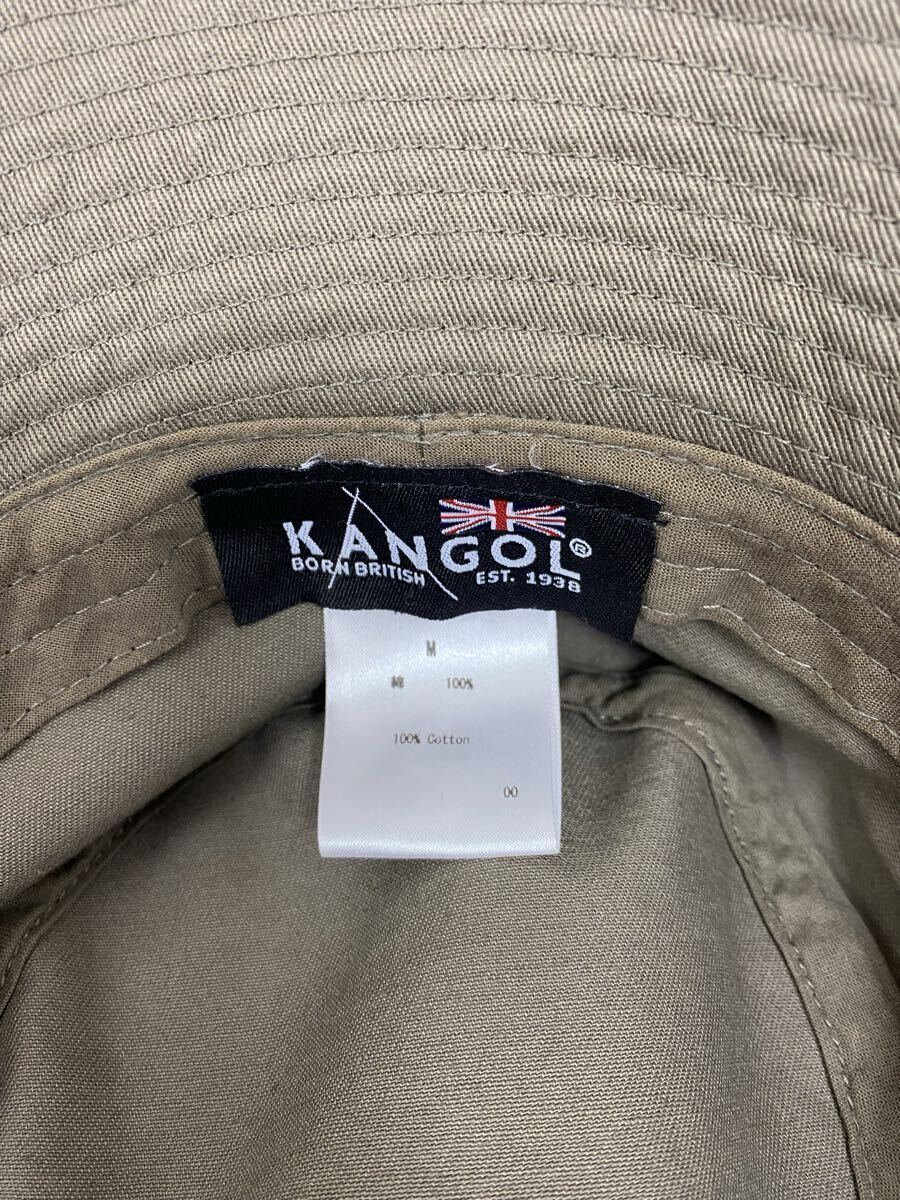 KANGOL®
BORN BRITISH EST. 1938
M
綿 100%
100% Cotton
00